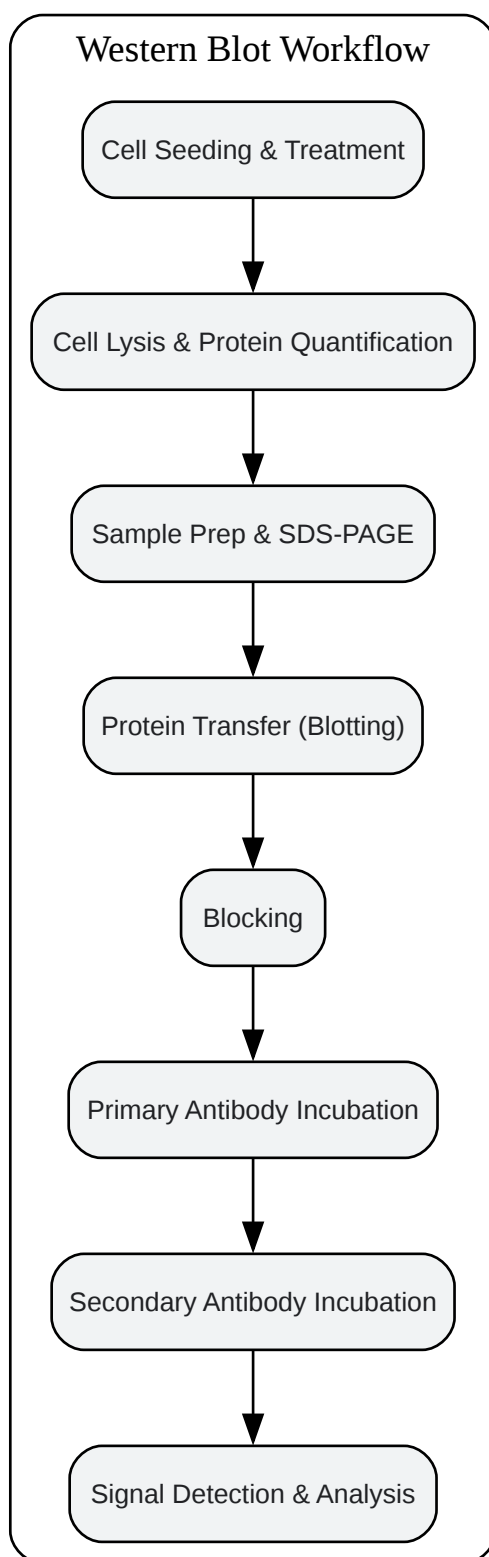 Western Blot Workflow
Cell Seeding & Treatment
Cell Lysis & Protein Quantification
Sample Prep & SDS-PAGE
Protein Transfer (Blotting)
Blocking
Primary Antibody Incubation
Secondary Antibody Incubation
Signal Detection & Analysis